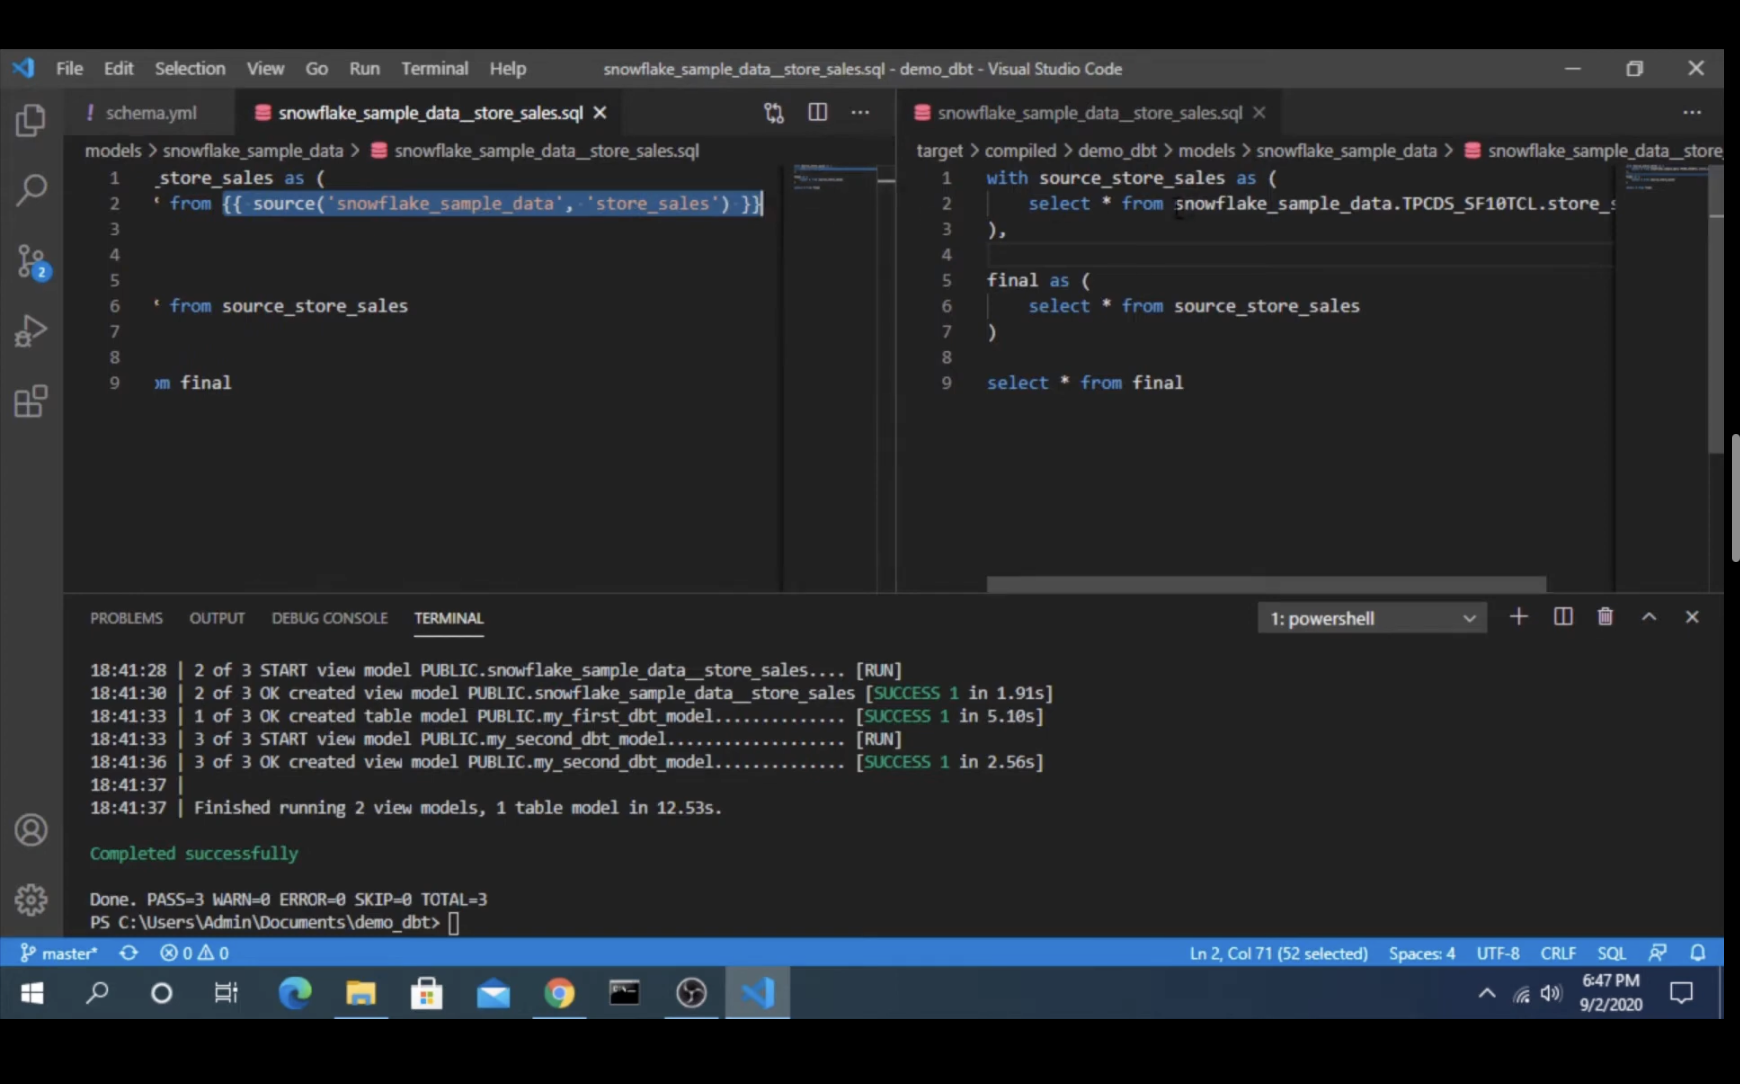 File Edit Selection View Go Run Terminal Help snowflake_sample_data__store_sales.sql - demo_dbt - Visual Studio Code
! schema.yml snowflake_sample_data__store_sales.sql
models > snowflake_sample_data > snowflake_sample_data__store_sales.sql
1 _store_sales as (
2 from {{ source('snowflake_sample_data', 'store_sales') }}
3
4
5
6 from source_store_sales
7
8
9 final
snowflake_sample_data__store_sales.sql
target > compiled > demo_dbt > models > snowflake_sample_data > snowflake_sample_data__store
1 with source_store_sales as (
2 select * from snowflake_sample_data.TPCDS_SF10TCL.store_s
3 ),
4
5 final as (
6 select * from source_store_sales
7 )
8
9 select * from final
PROBLEMS OUTPUT DEBUG CONSOLE TERMINAL 1: powershell
18:41:28 | 2 of 3 START view model PUBLIC.snowflake_sample_data__store_sales.... [RUN]
18:41:30 | 2 of 3 OK created view model PUBLIC.snowflake_sample_data__store_sales [SUCCESS 1 in 1.91s]
18:41:33 | 1 of 3 OK created table model PUBLIC.my_first_dbt_model.............. [SUCCESS 1 in 5.10s]
18:41:33 | 3 of 3 START view model PUBLIC.my_second_dbt_model................... [RUN]
18:41:36 | 3 of 3 OK created view model PUBLIC.my_second_dbt_model.............. [SUCCESS 1 in 2.56s]
18:41:37 |
18:41:37 | Finished running 2 view models, 1 table model in 12.53s.
Completed successfully
Done. PASS=3 WARN=0 ERROR=0 SKIP=0 TOTAL=3
PS C:\Users\Admin\Documents\demo_dbt>
2
master* 0 0 Ln 2, Col 71 (52 selected) Spaces: 4 UTF-8 CRLF SQL
6:47 PM
9/2/2020